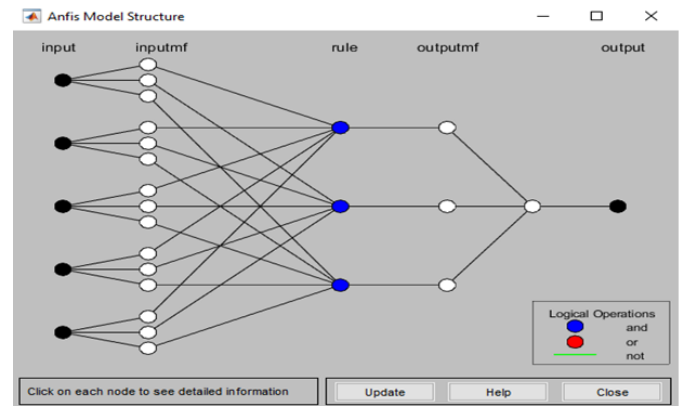 Anfis Model Structure
input inputmf rule outputmf output
Logical Operations
and
or
not
Click on each node to see detailed information
Update Help Close